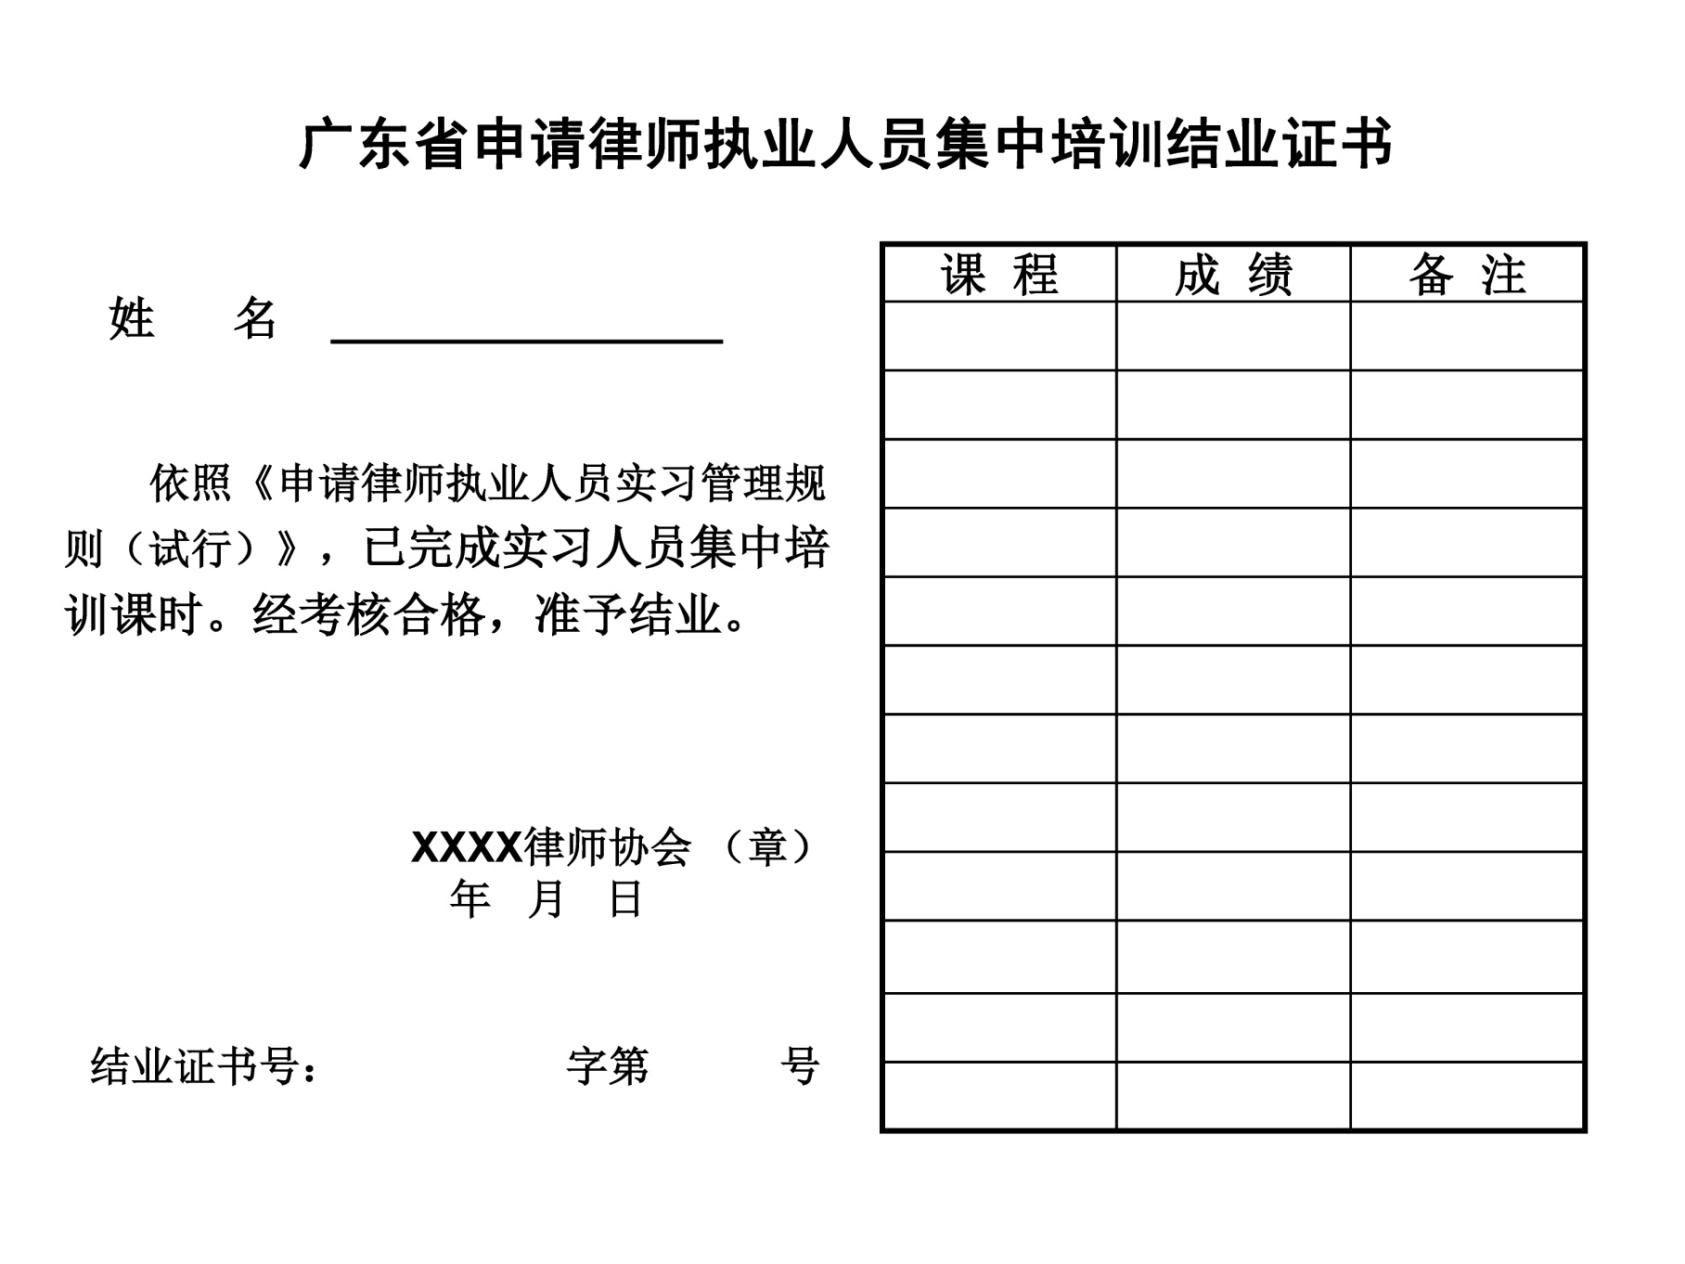 广东省申请律师执业人员集中培训结业证书
姓 名
依照《申请律师执业人员实习管理规
则（试行）》，已完成实习人员集中培
训课时。经考核合格，准予结业。
XXXX律师协会 （章）
年 月 日
结业证书号： 字第 号
课 程 成 绩 备 注